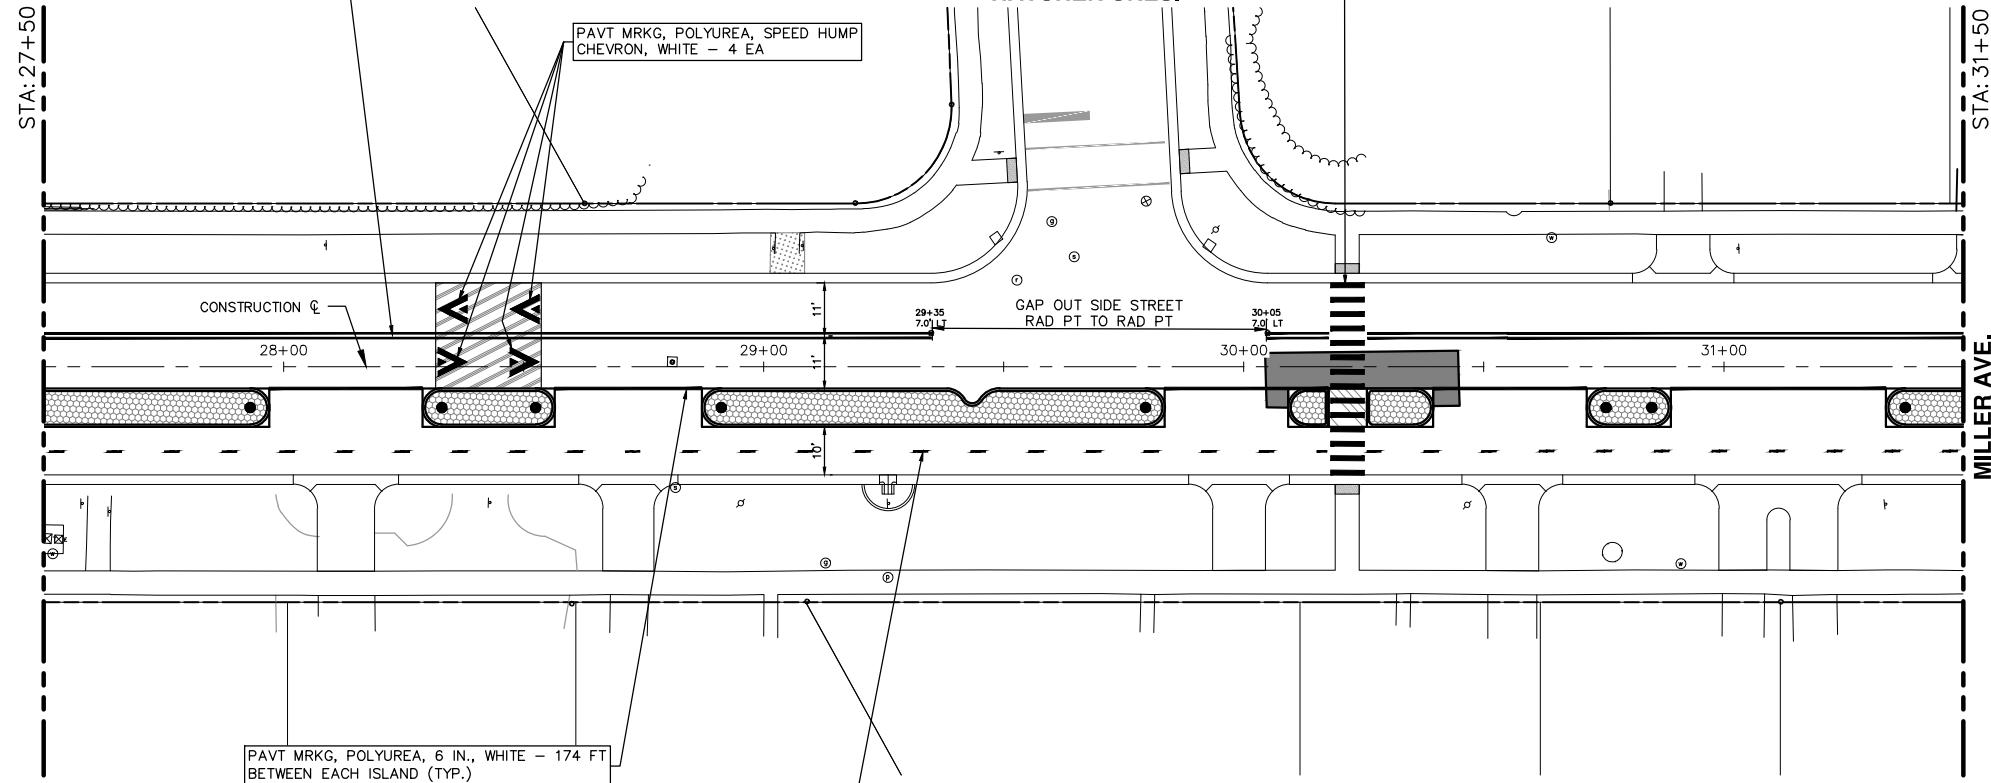 STA: 27+50
PAVT MRKG, POLYUREA, SPEED HUMP
CHEVRON, WHITE – 4 EA
STA: 31+50
CONSTRUCTION ℄
11'
29+35
7.0' LT
GAP OUT SIDE STREET
RAD PT TO RAD PT
30+05
7.0' LT
28+00
29+00
11'
30+00
31+00
MILLER AVE.
10'
PAVT MRKG, POLYUREA, 6 IN., WHITE – 174 FT
BETWEEN EACH ISLAND (TYP.)